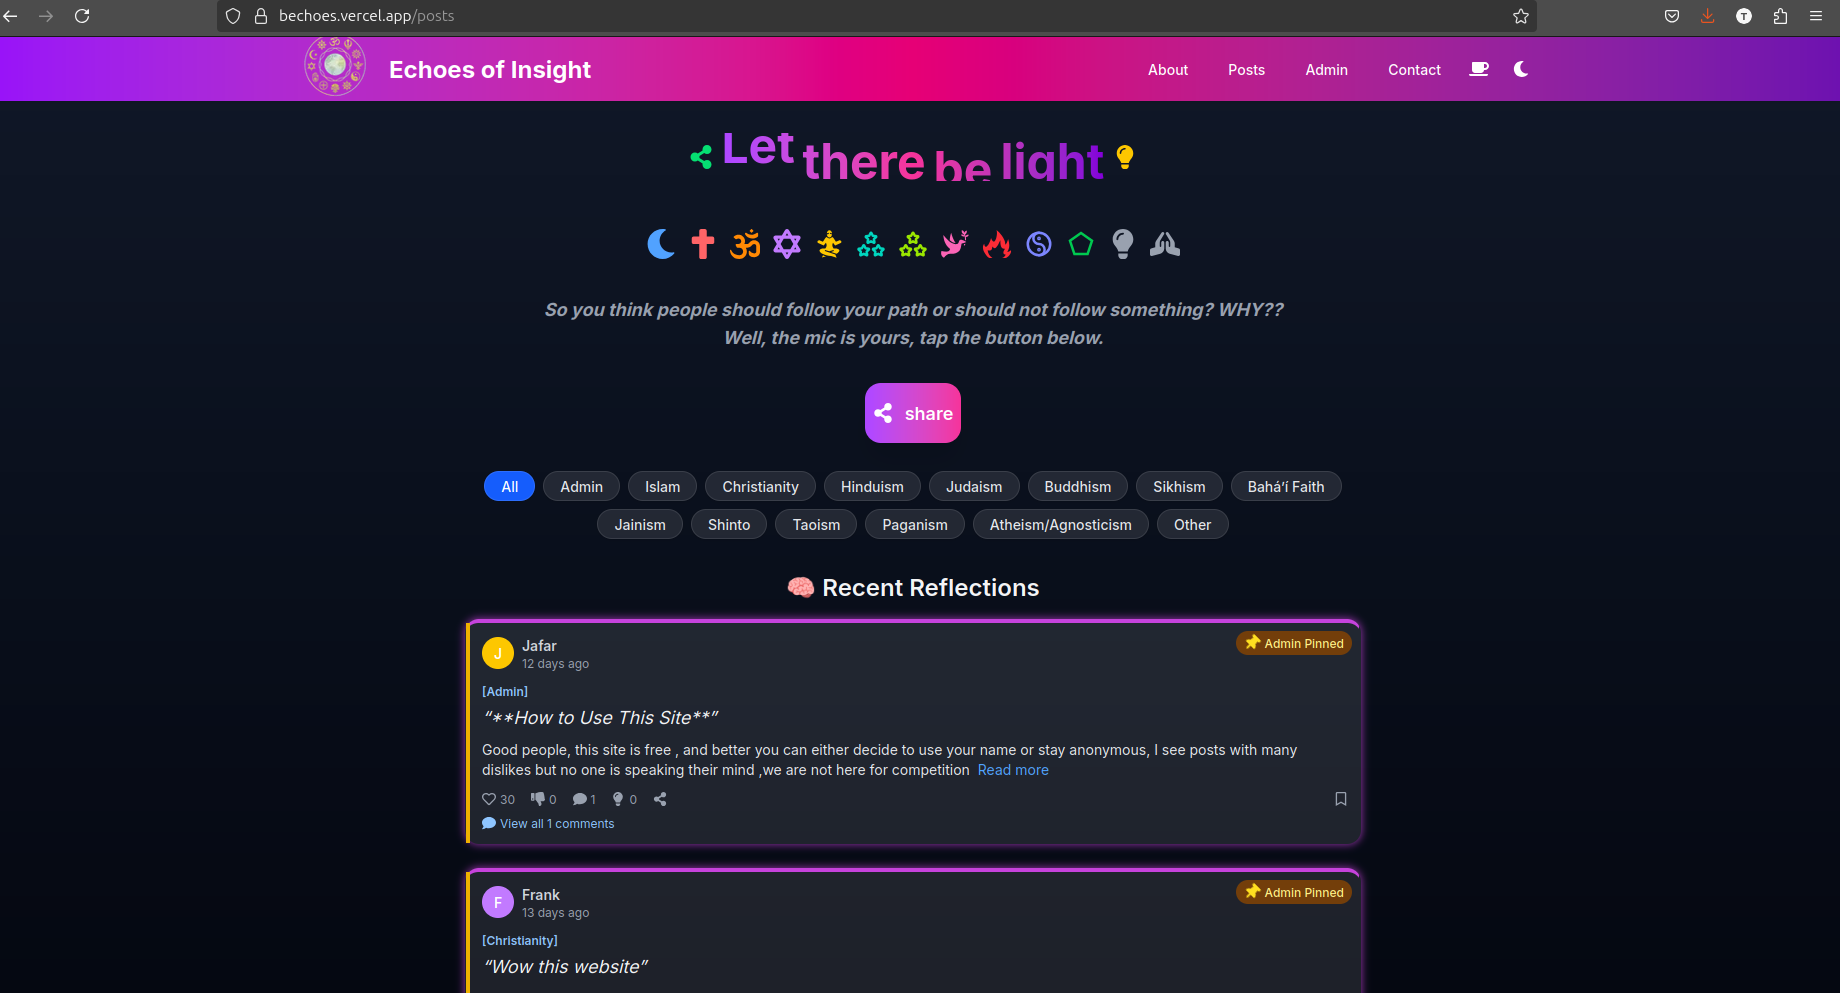 bechoes.vercel.app/posts
T
Echoes of Insight
About
Posts
Admin
Contact
Let there be light
So you think people should follow your path or should not follow something? WHY??
Well, the mic is yours, tap the button below.
share
All
Admin
Islam
Christianity
Hinduism
Judaism
Buddhism
Sikhism
Bahá’í Faith
Jainism
Shinto
Taoism
Paganism
Atheism/Agnosticism
Other
🧠 Recent Reflections
J
Jafar
12 days ago
📌 Admin Pinned
[Admin]
“**How to Use This Site**”
Good people, this site is free , and better you can either decide to use your name or stay anonymous, I see posts with many
dislikes but no one is speaking their mind ,we are not here for competition Read more
30
0
1
0
View all 1 comments
F
Frank
13 days ago
📌 Admin Pinned
[Christianity]
“Wow this website”